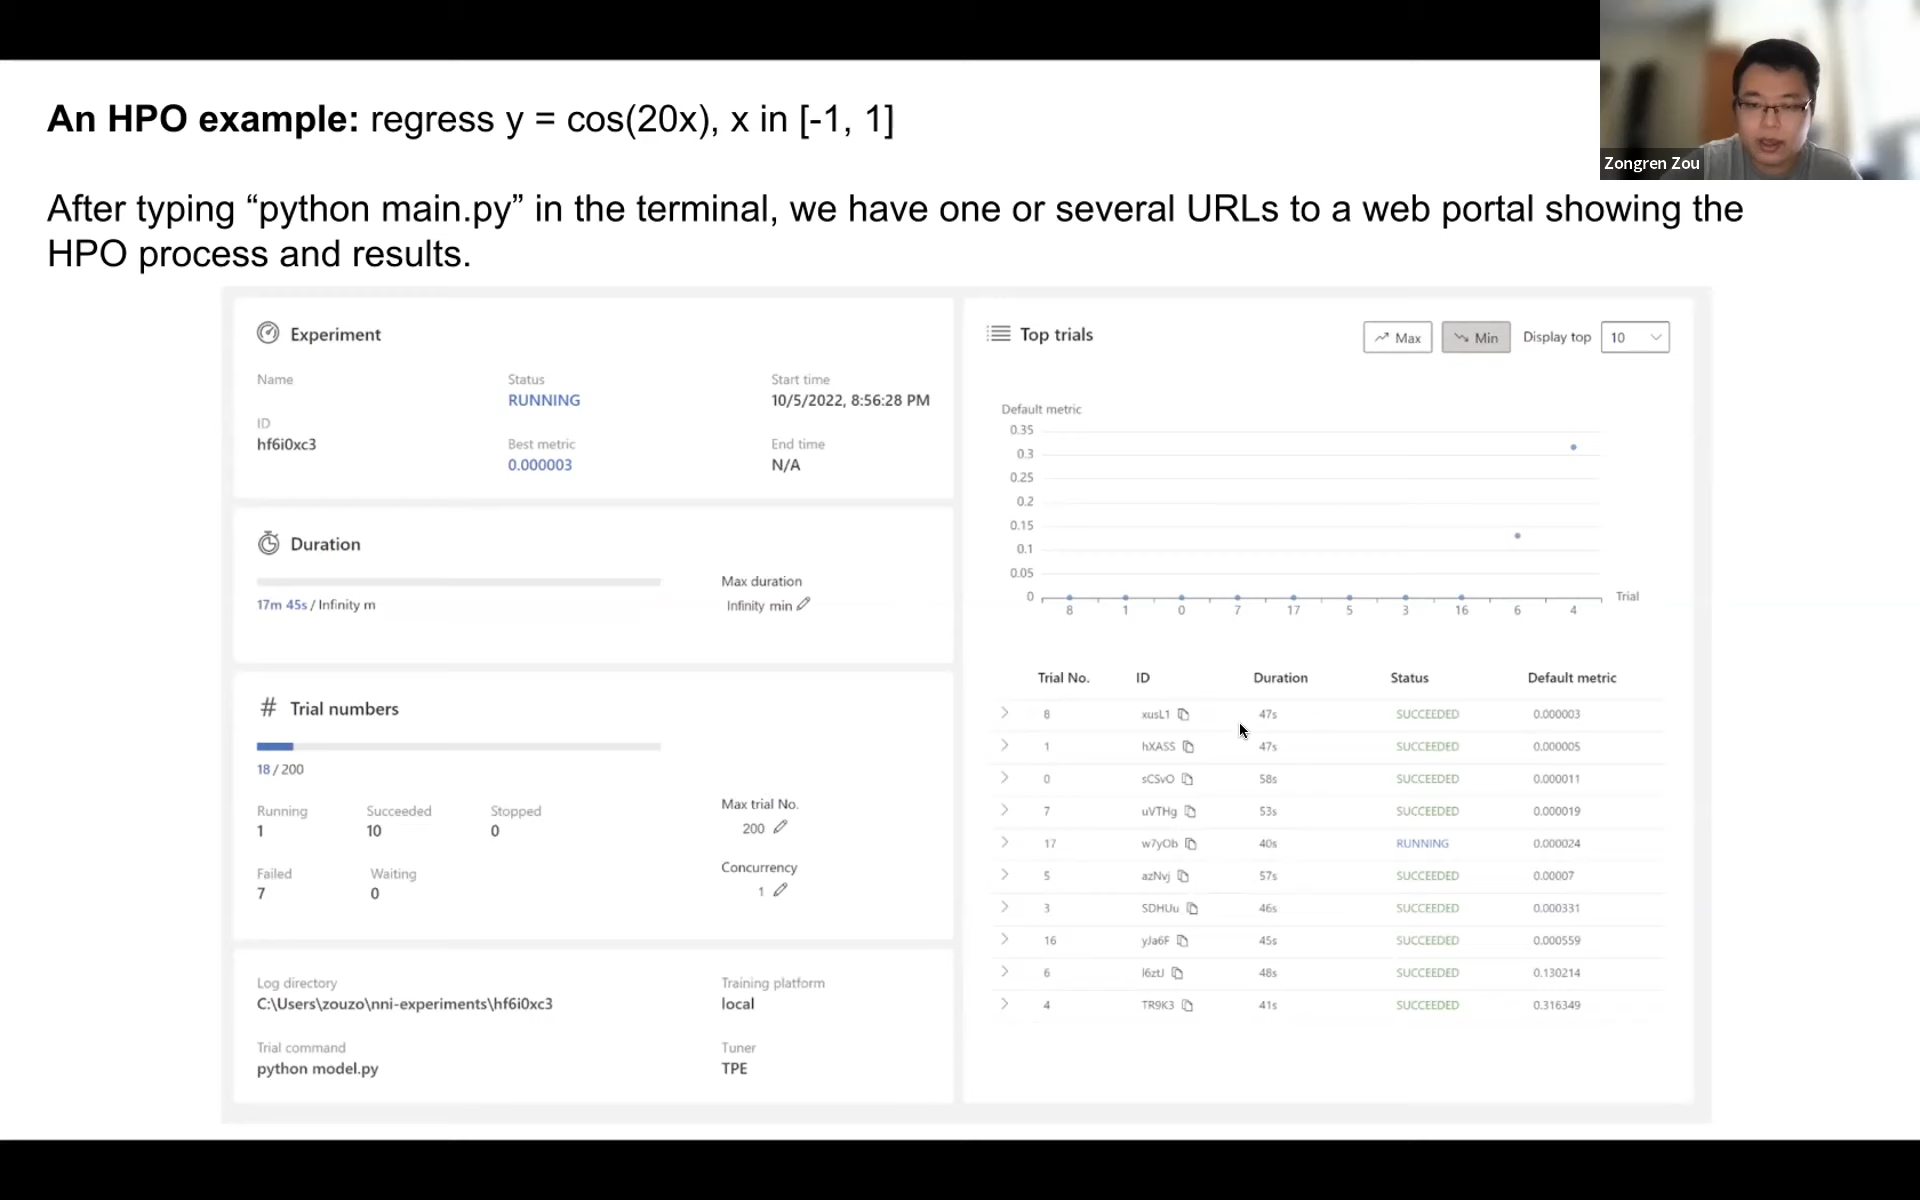 An HPO example: regress y = cos(20x), x in [-1, 1]
Zongren Zou
After typing “python main.py” in the terminal, we have one or several URLs to a web portal showing the
HPO process and results.
Experiment
Name
Status
RUNNING
Start time
10/5/2022, 8:56:28 PM
ID
hf6i0xc3
Best metric
0.000003
End time
N/A
Duration
17m 45s / Infinity m
Max duration
Infinity min
# Trial numbers
18 / 200
Running
1
Succeeded
10
Stopped
0
Failed
7
Waiting
0
Max trial No.
200
Concurrency
1
Log directory
C:\Users\zouzo\nni-experiments\hf6i0xc3
Training platform
local
Trial command
python model.py
Tuner
TPE
Top trials
Max
Min
Display top
10
Default metric
0.35
0.3
0.25
0.2
0.15
0.1
0.05
0
8 1 0 7 17 5 3 16 6 4
Trial
Trial No. ID Duration Status Default metric
8 xusL1 47s SUCCEEDED 0.000003
1 hXASS 47s SUCCEEDED 0.000005
0 sCSvO 58s SUCCEEDED 0.000011
7 uVTHg 53s SUCCEEDED 0.000019
17 w7yOb 40s RUNNING 0.000024
5 azNvj 57s SUCCEEDED 0.00007
3 SDHUu 46s SUCCEEDED 0.000331
16 yJa6F 45s SUCCEEDED 0.000559
6 l6ztJ 48s SUCCEEDED 0.130214
4 TR9K3 41s SUCCEEDED 0.316349